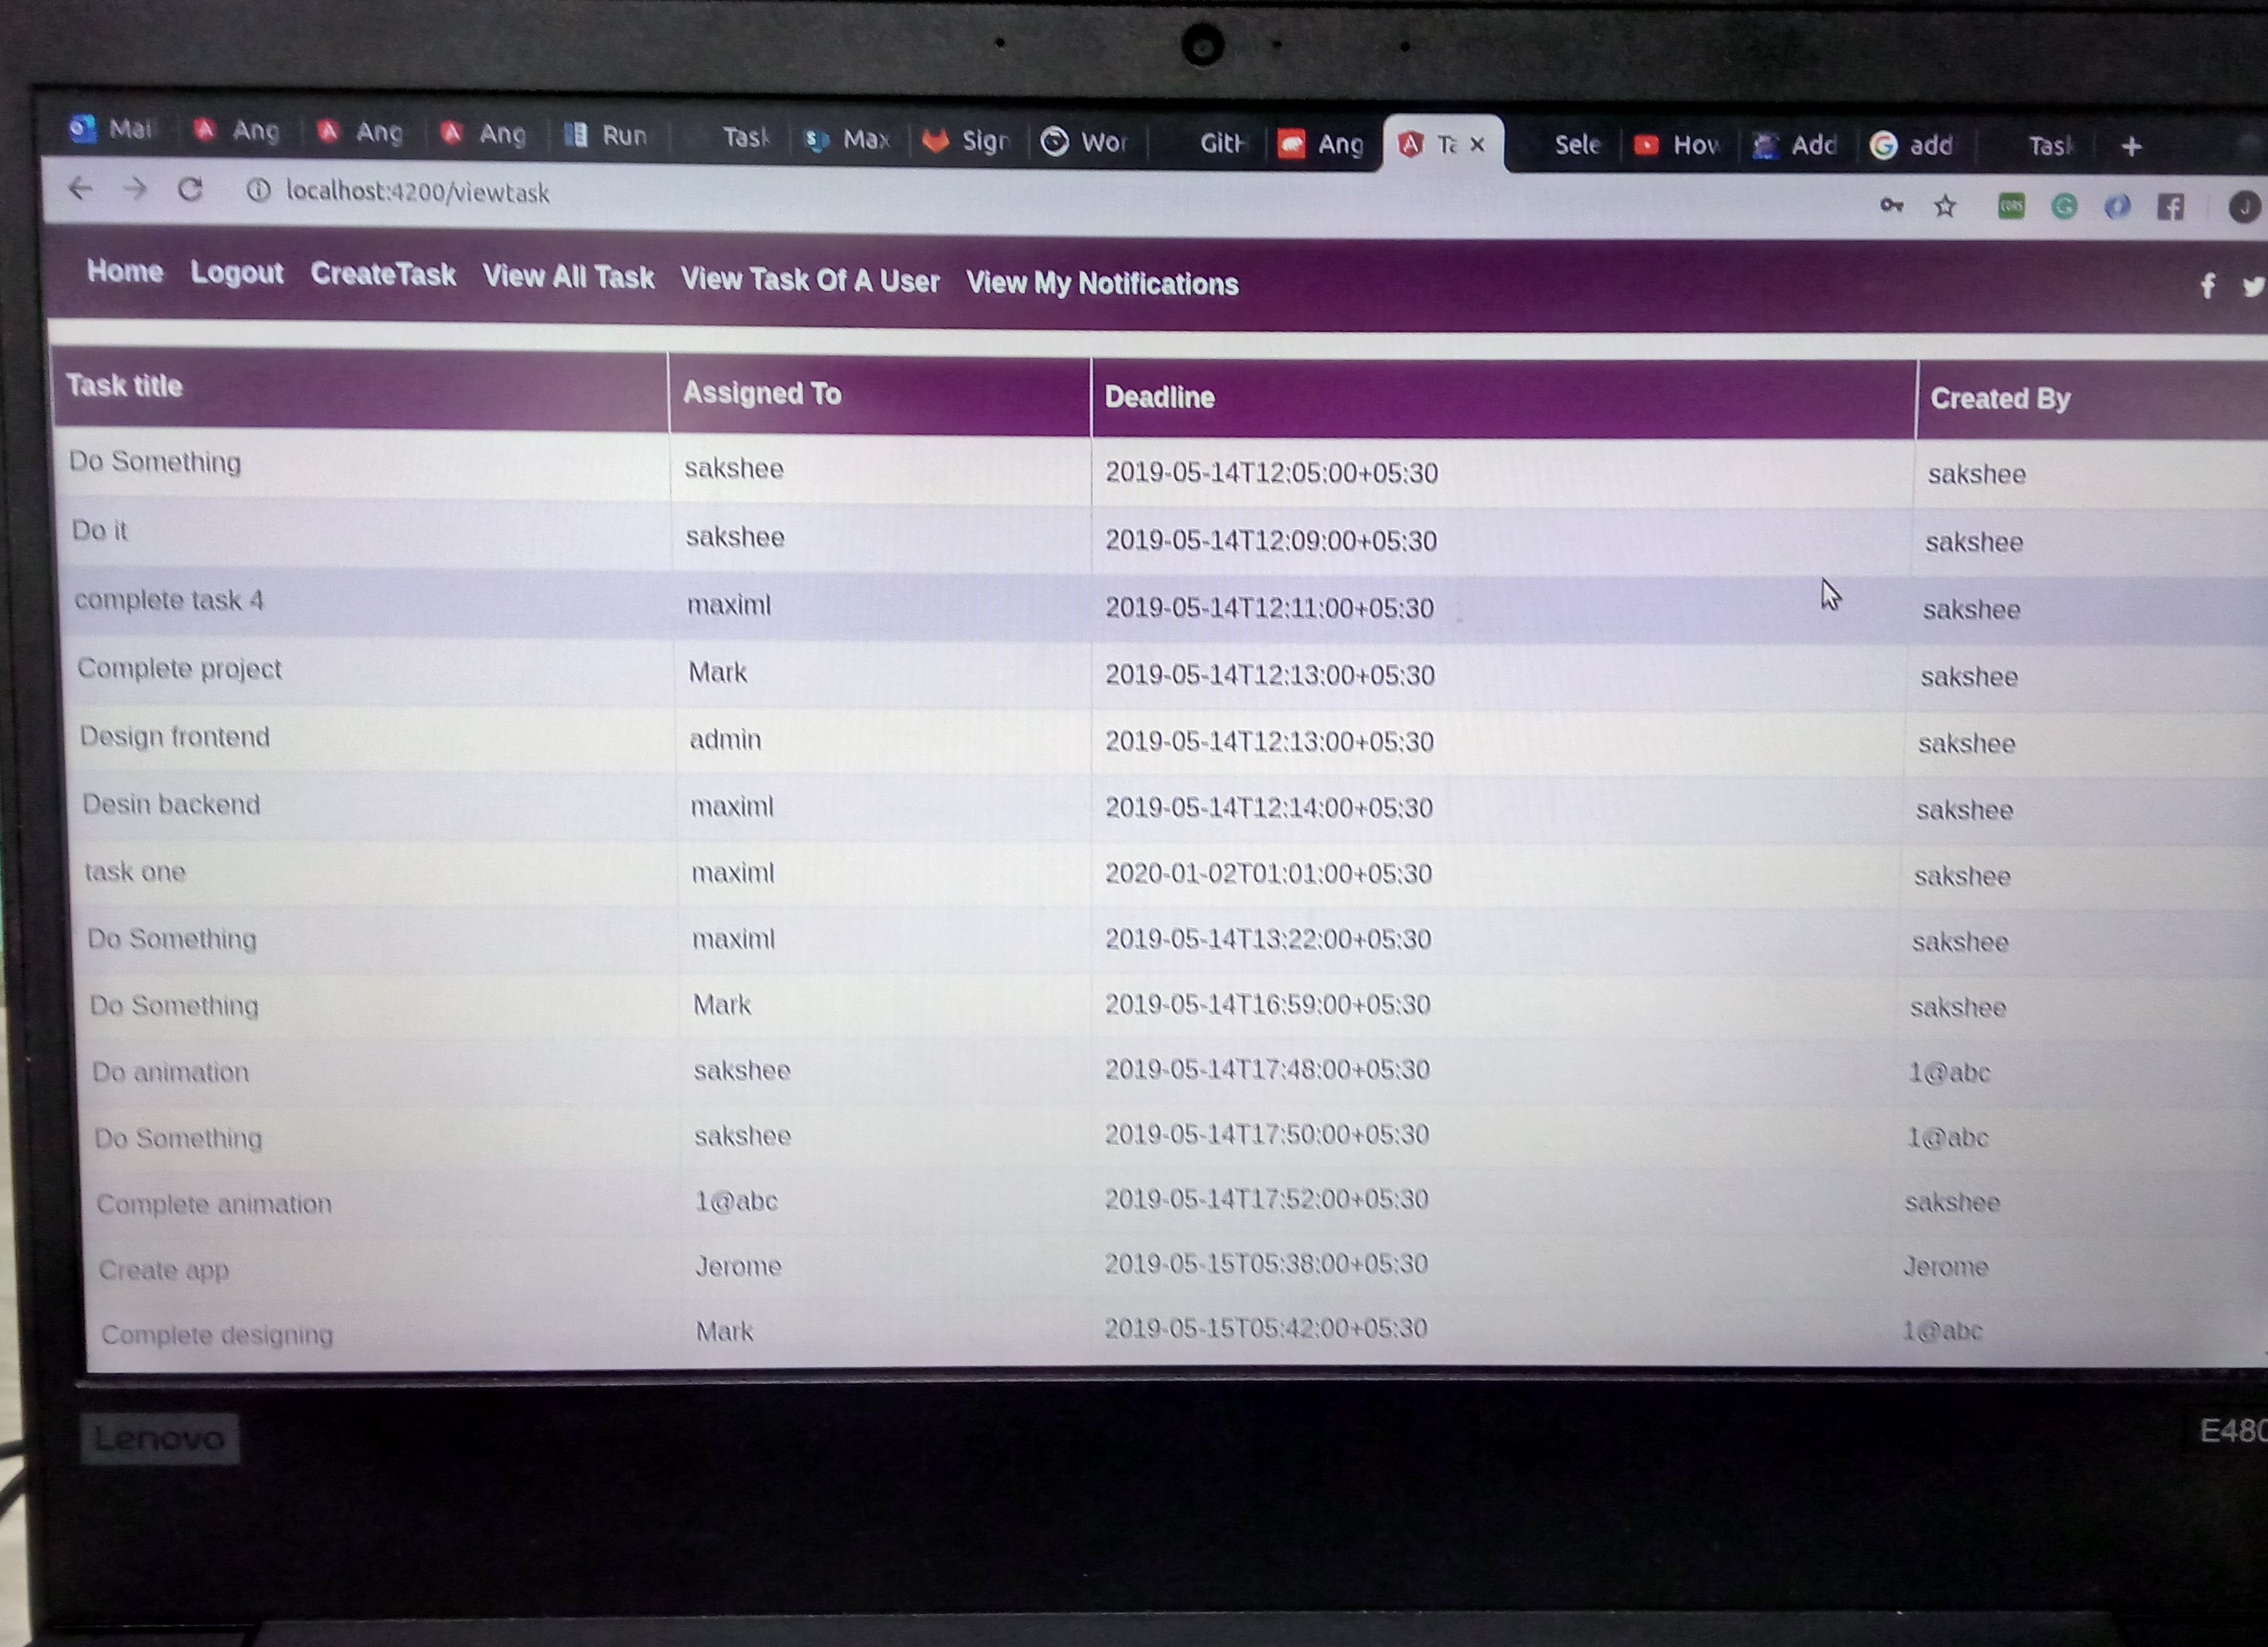 Mai Ang Ang Ang Run Task Max Sign Wor GitH Ang Ta Sele How Add add Task
localhost:4200/viewtask CORS J
Home Logout CreateTask View All Task View Task Of A User View My Notifications
Task title Assigned To Deadline Created By
Do Something sakshee 2019-05-14T12:05:00+05:30 sakshee
Do it sakshee 2019-05-14T12:09:00+05:30 sakshee
complete task 4 maximl 2019-05-14T12:11:00+05:30 sakshee
Complete project Mark 2019-05-14T12:13:00+05:30 sakshee
Design frontend admin 2019-05-14T12:13:00+05:30 sakshee
Desin backend maximl 2019-05-14T12:14:00+05:30 sakshee
task one maximl 2020-01-02T01:01:00+05:30 sakshee
Do Something maximl 2019-05-14T13:22:00+05:30 sakshee
Do Something Mark 2019-05-14T16:59:00+05:30 sakshee
Do animation sakshee 2019-05-14T17:48:00+05:30 1@abc
Do Something sakshee 2019-05-14T17:50:00+05:30 1@abc
Complete animation 1@abc 2019-05-14T17:52:00+05:30 sakshee
Create app Jerome 2019-05-15T05:38:00+05:30 Jerome
Complete designing Mark 2019-05-15T05:42:00+05:30 1@abc
Lenovo E480